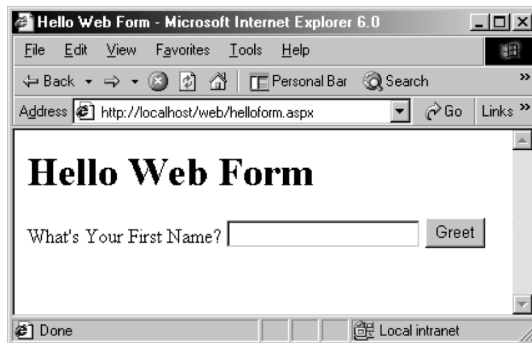 Hello Web Form - Microsoft Internet Explorer 6.0
File Edit View Favorites Tools Help
Back Personal Bar Search »
Address http://localhost/web/helloform.aspx Go Links »
Hello Web Form
What's Your First Name? Greet
Done Local intranet